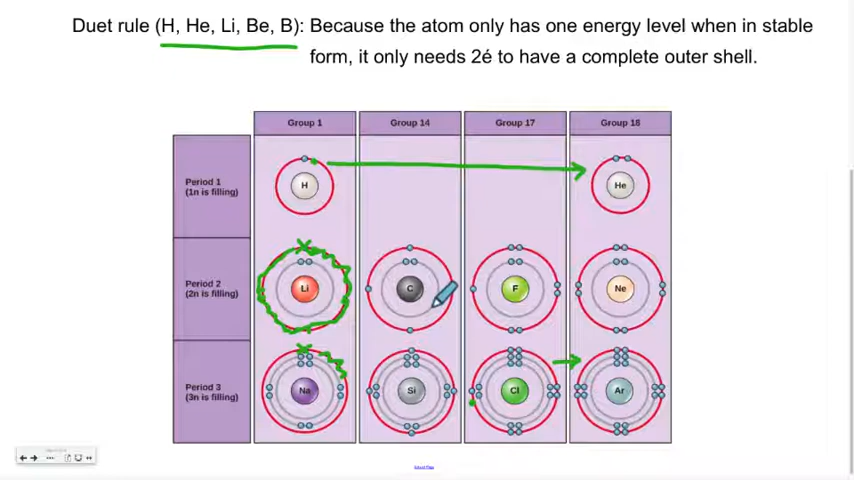 Duet rule (H, He, Li, Be, B): Because the atom only has one energy level when in stable
form, it only needs 2é to have a complete outer shell.
Group 1 Group 14 Group 17 Group 18
Period 1
(1n is filling)
H He
Period 2
(2n is filling)
Li C F Ne
Period 3
(3n is filling)
Na Si Cl Ar